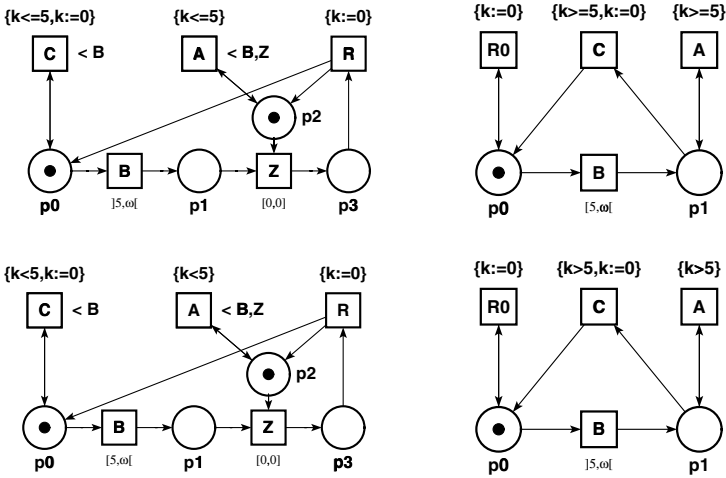 {k<=5,k:=0} {k<=5} {k:=0}
C < B A < B,Z R
p2
B Z
p0 ]5,ω[ p1 [0,0] p3
{k:=0} {k>=5,k:=0} {k>=5}
R0 C A
B
p0 [5,ω[ p1
{k<5,k:=0} {k<5} {k:=0}
C < B A < B,Z R
p2
B Z
p0 [5,ω[ p1 [0,0] p3
{k:=0} {k>5,k:=0} {k>5}
R0 C A
B
p0 ]5,ω[ p1